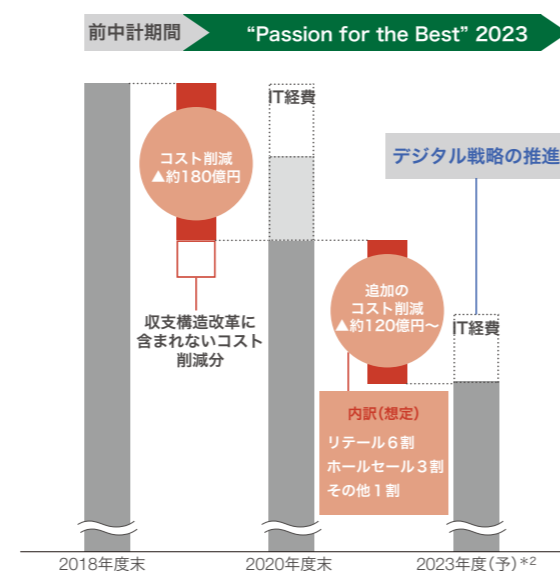 前中計期間
“Passion for the Best” 2023
IT経費
コスト削減
▲約180億円
デジタル戦略の推進
追加の
コスト削減
▲約120億円~
収支構造改革に
含まれないコスト
削減分
IT経費
内訳(想定)
リテール6割
ホールセール3割
その他1割
2018年度末
2020年度末
2023年度(予)*2